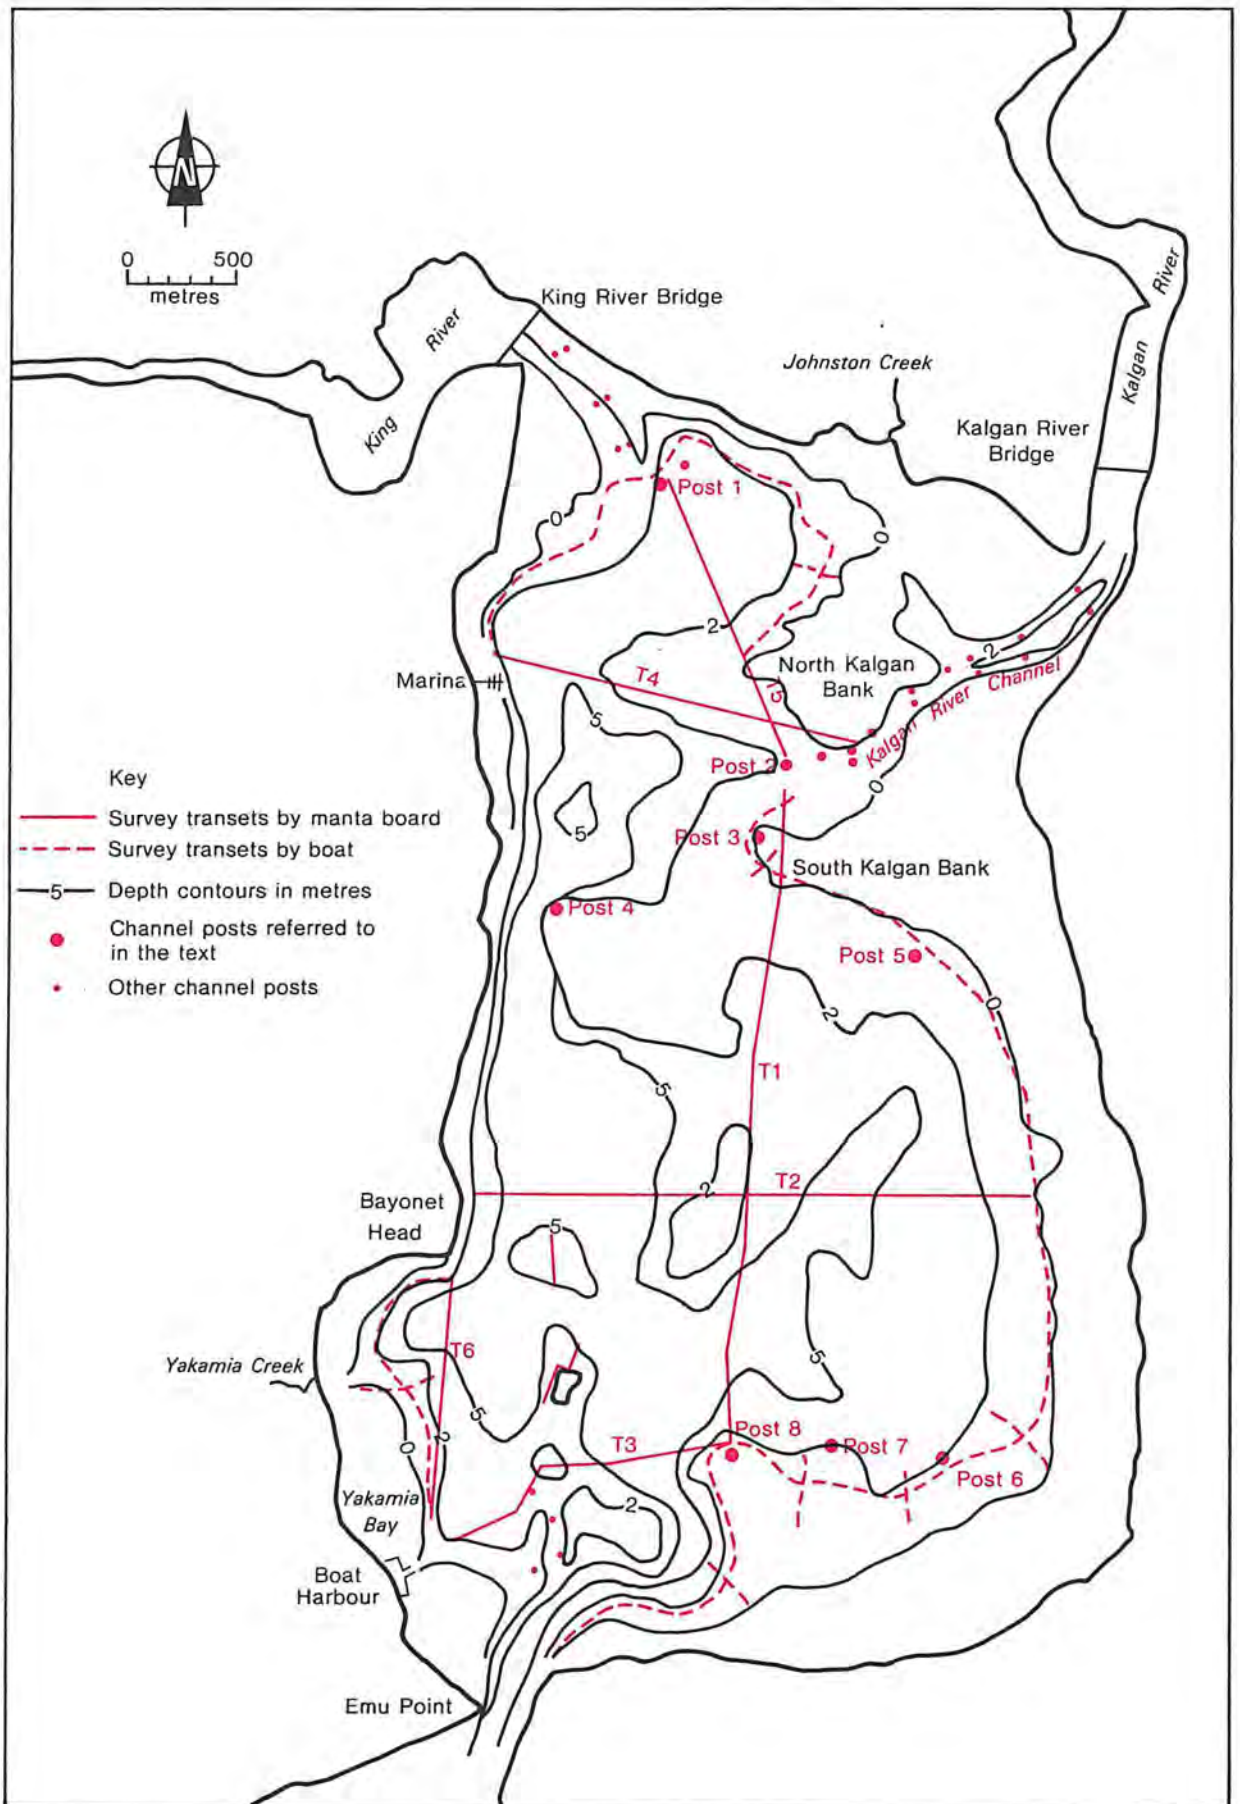 N
0 500
metres
King River Bridge
River
King
Johnston Creek
Kalgan River
Bridge
River
Kalgan
Post 1
0
0
2
Marina
T4
T5
North Kalgan
Bank
2
Kalgan River Channel
5
5
Post 2
0
Post 3
South Kalgan Bank
Post 4
Post 5
Key
Survey transets by manta board
Survey transets by boat
5 Depth contours in metres
Channel posts referred to
in the text
Other channel posts
0
2
T1
5
2
T2
Bayonet
Head
5
T6
Yakamia Creek
5
5
2
0
T3
Post 8
Post 7
Post 6
Yakamia
Bay
2
Boat
Harbour
Emu Point